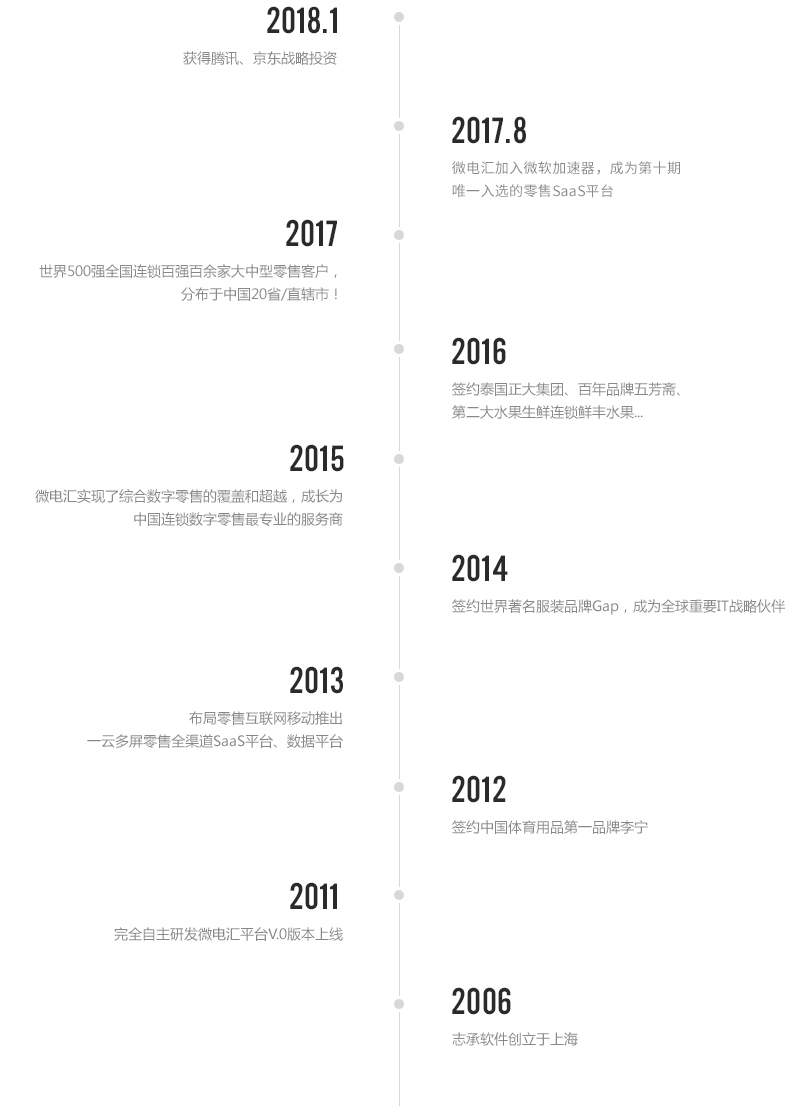 2018.1
获得腾讯、京东战略投资
2017.8
微电汇加入微软加速器，成为第十期
唯一入选的零售SaaS平台
2017
世界500强全国连锁百强百余家大中型零售客户，
分布于中国20省/直辖市！
2016
签约泰国正大集团、百年品牌五芳斋、
第二大水果生鲜连锁鲜丰水果...
2015
微电汇实现了综合数字零售的覆盖和超越，成长为
中国连锁数字零售最专业的服务商
2014
签约世界著名服装品牌Gap，成为全球重要IT战略伙伴
2013
布局零售互联网移动推出
一云多屏零售全渠道SaaS平台、数据平台
2012
签约中国体育用品第一品牌李宁
2011
完全自主研发微电汇平台V.0版本上线
2006
志承软件创立于上海